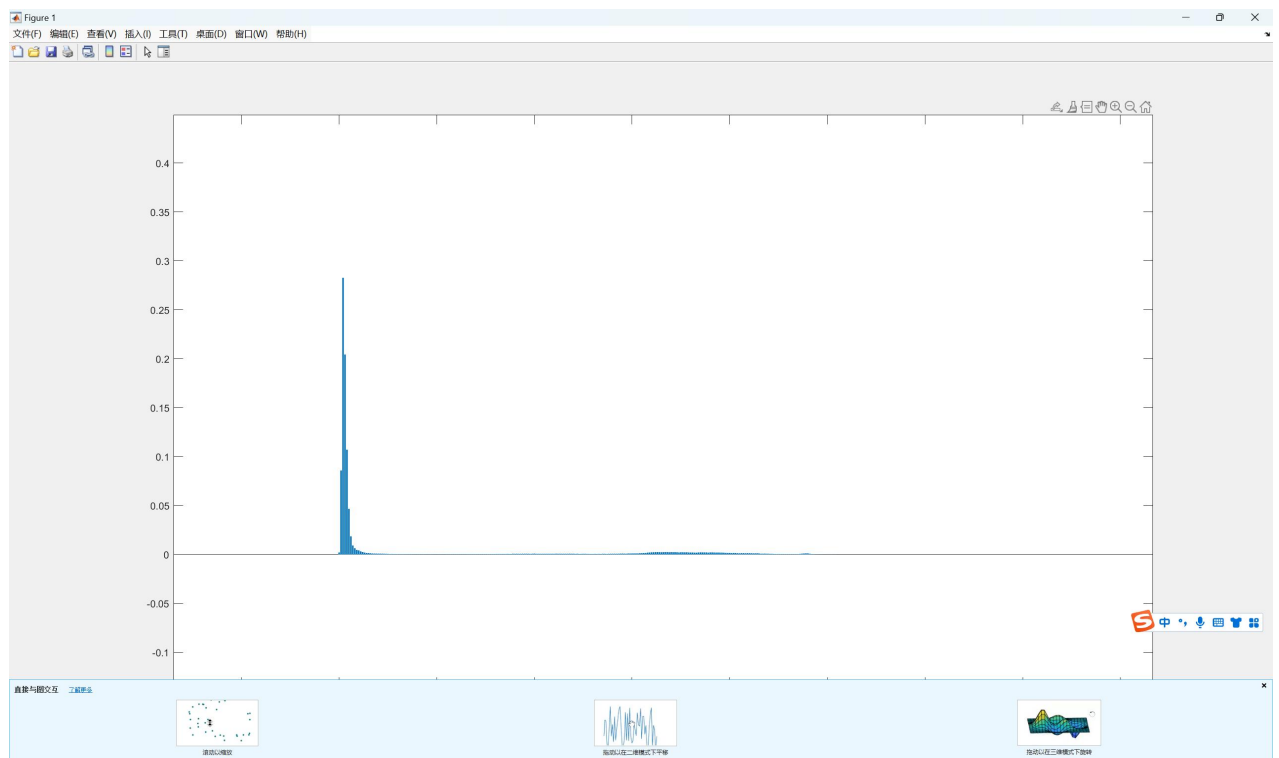 Figure 1
文件(F) 编辑(E) 查看(V) 插入(I) 工具(T) 桌面(D) 窗口(W) 帮助(H)
0.4
0.35
0.3
0.25
0.2
0.15
0.1
0.05
0
-0.05
中
-0.1
直接与图交互 了解更多
滚动以缩放
拖动以在二维模式下平移
拖动以在三维模式下旋转